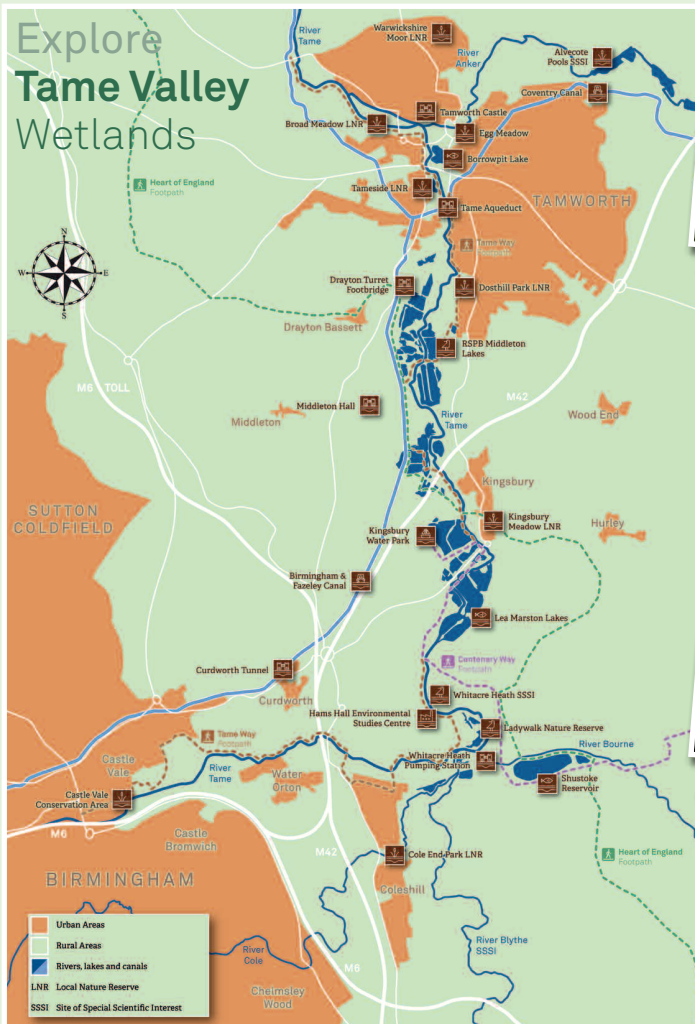 Explore
Tame Valley
Wetlands
River
Tame
Warwickshire
Moor LNR
River
Anker
Alvecote
Pools SSSI
Coventry Canal
Tamworth Castle
Broad Meadow LNR
Egg Meadow
Borrowpit Lake
Heart of England
Footpath
Tameside LNR
TAMWORTH
Tame Aqueduct
Tame Way
Footpath
N
W
E
S
Drayton Turret
Footbridge
Dosthill Park LNR
Drayton Bassett
RSPB Middleton
Lakes
M6 TOLL
M42
Middleton Hall
Middleton
River
Tame
Wood End
Kingsbury
SUTTON
COLDFIELD
Kingsbury
Meadow LNR
Hurley
Kingsbury
Water Park
Birmingham &
Fazeley Canal
Lea Marston Lakes
Centenary Way
Footpath
Curdworth Tunnel
Curdworth
Whitacre Heath SSSI
Hams Hall Environmental
Studies Centre
Ladywalk Nature Reserve
Tame Way
Footpath
River Bourne
Castle
Vale
River
Tame
Whitacre Heath
Pumping Station
Water
Orton
Shustoke
Reservoir
Castle Vale
Conservation Area
M6
Castle
Bromwich
M42
Cole End Park LNR
Heart of England
Footpath
BIRMINGHAM
Coleshill
Urban Areas
Rural Areas
Rivers, lakes and canals
LNR Local Nature Reserve
SSSI Site of Special Scientific Interest
River
Cole
River Blythe
SSSI
M6
Chelmsley
Wood